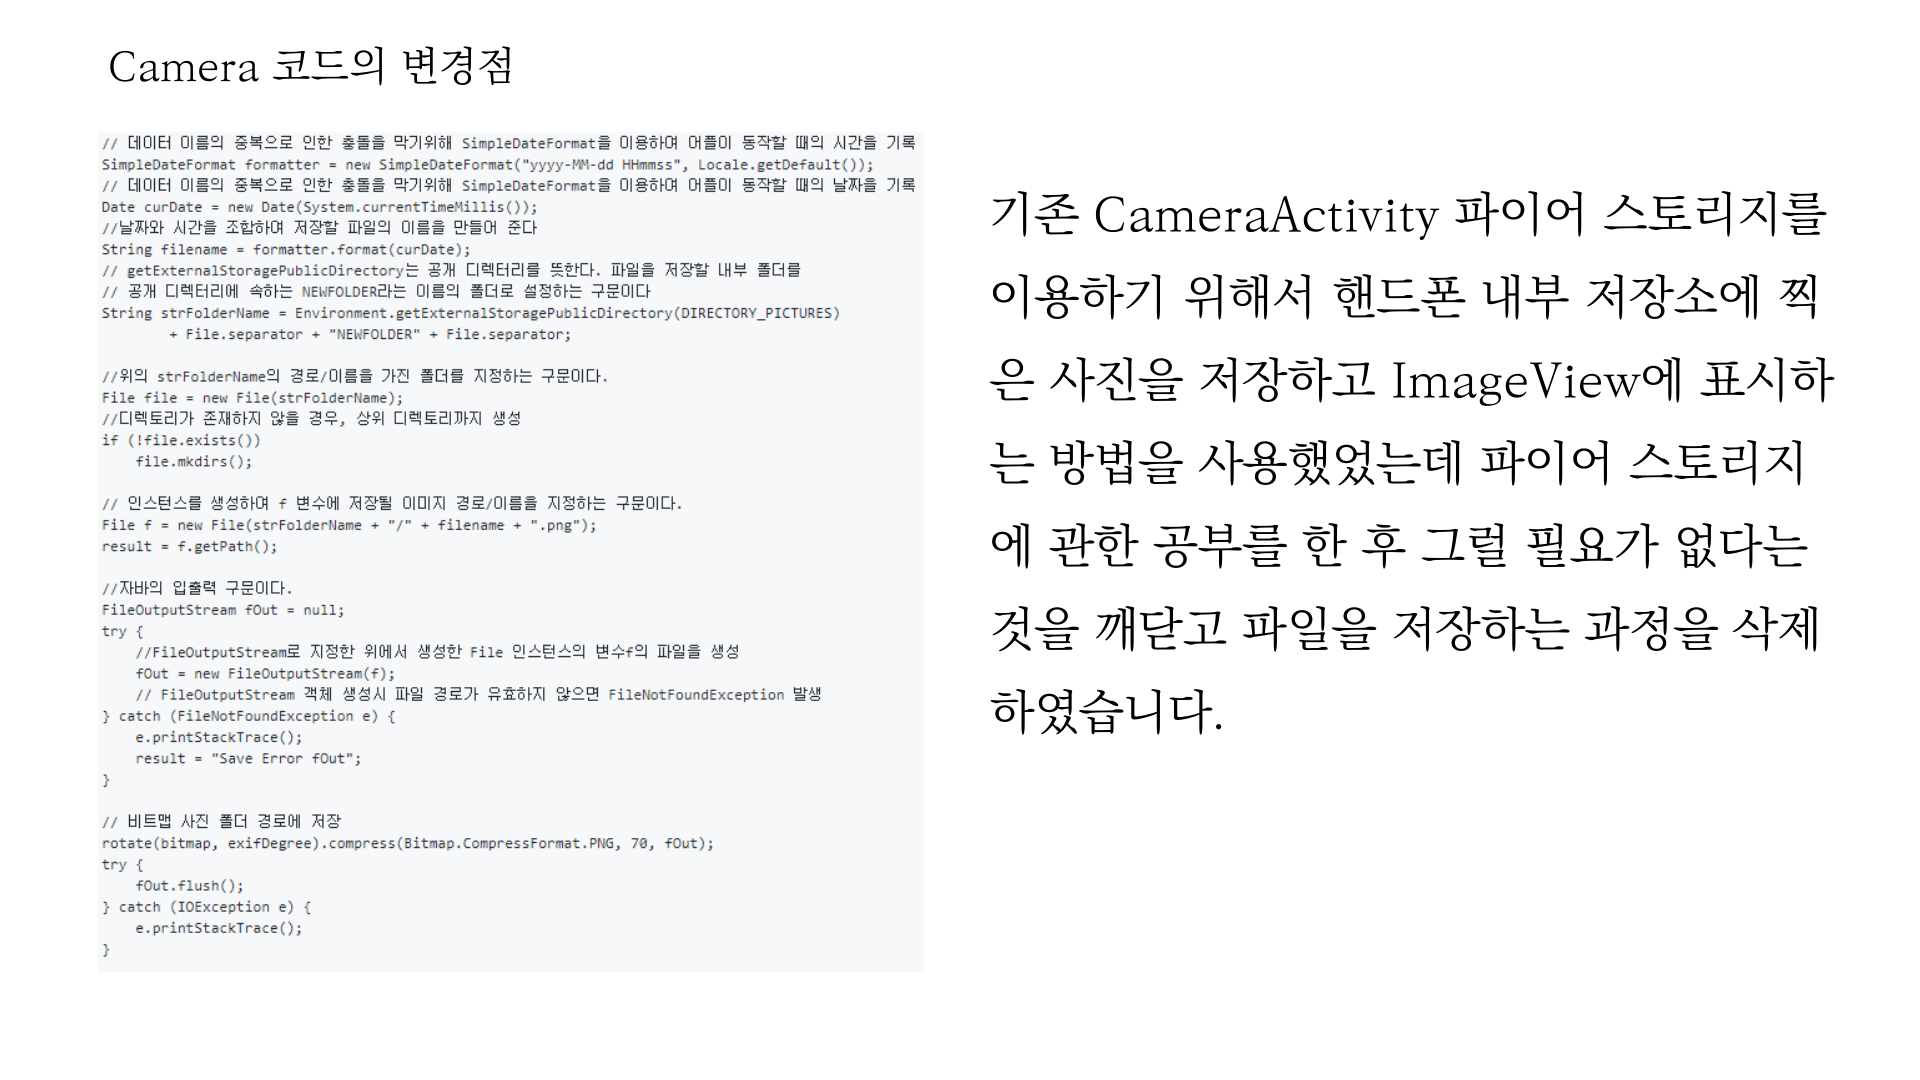 Camera 코드의 변경점
// 데이터 이름의 중복으로 인한 충돌을 막기위해 SimpleDateFormat을 이용하여 어플이 동작할 때의 시간을 기록
SimpleDateFormat formatter = new SimpleDateFormat("yyyy-MM-dd HHmmss", Locale.getDefault());
// 데이터 이름의 중복으로 인한 충돌을 막기위해 SimpleDateFormat을 이용하여 어플이 동작할 때의 날짜을 기록
Date curDate = new Date(System.currentTimeMillis());
//날짜와 시간을 조합하여 저장할 파일의 이름을 만들어 준다
String filename = formatter.format(curDate);
// getExternalStoragePublicDirectory는 공개 디렉터리를 뜻한다. 파일을 저장할 내부 폴더를
// 공개 디렉터리에 속하는 NEWFOLDER라는 이름의 폴더로 설정하는 구문이다
String strFolderName = Environment.getExternalStoragePublicDirectory(DIRECTORY_PICTURES)
        + File.separator + "NEWFOLDER" + File.separator;
//위의 strFolderName의 경로/이름을 가진 폴더를 지정하는 구문이다.
File file = new File(strFolderName);
//디렉토리가 존재하지 않을 경우, 상위 디렉토리까지 생성
if (!file.exists())
    file.mkdirs();
// 인스턴스를 생성하여 f 변수에 저장될 이미지 경로/이름을 지정하는 구문이다.
File f = new File(strFolderName + "/" + filename + ".png");
result = f.getPath();
//자바의 입출력 구문이다.
FileOutputStream fOut = null;
try {
    //FileOutputStream로 지정한 위에서 생성한 File 인스턴스의 변수f의 파일을 생성
    fOut = new FileOutputStream(f);
    // FileOutputStream 객체 생성시 파일 경로가 유효하지 않으면 FileNotFoundException 발생
} catch (FileNotFoundException e) {
    e.printStackTrace();
    result = "Save Error fOut";
}
// 비트맵 사진 폴더 경로에 저장
rotate(bitmap, exifDegree).compress(Bitmap.CompressFormat.PNG, 70, fOut);
try {
    fOut.flush();
} catch (IOException e) {
    e.printStackTrace();
}
기존 CameraActivity 파이어 스토리지를
이용하기 위해서 핸드폰 내부 저장소에 찍
은 사진을 저장하고 ImageView에 표시하
는 방법을 사용했었는데 파이어 스토리지
에 관한 공부를 한 후 그럴 필요가 없다는
것을 깨닫고 파일을 저장하는 과정을 삭제
하였습니다.